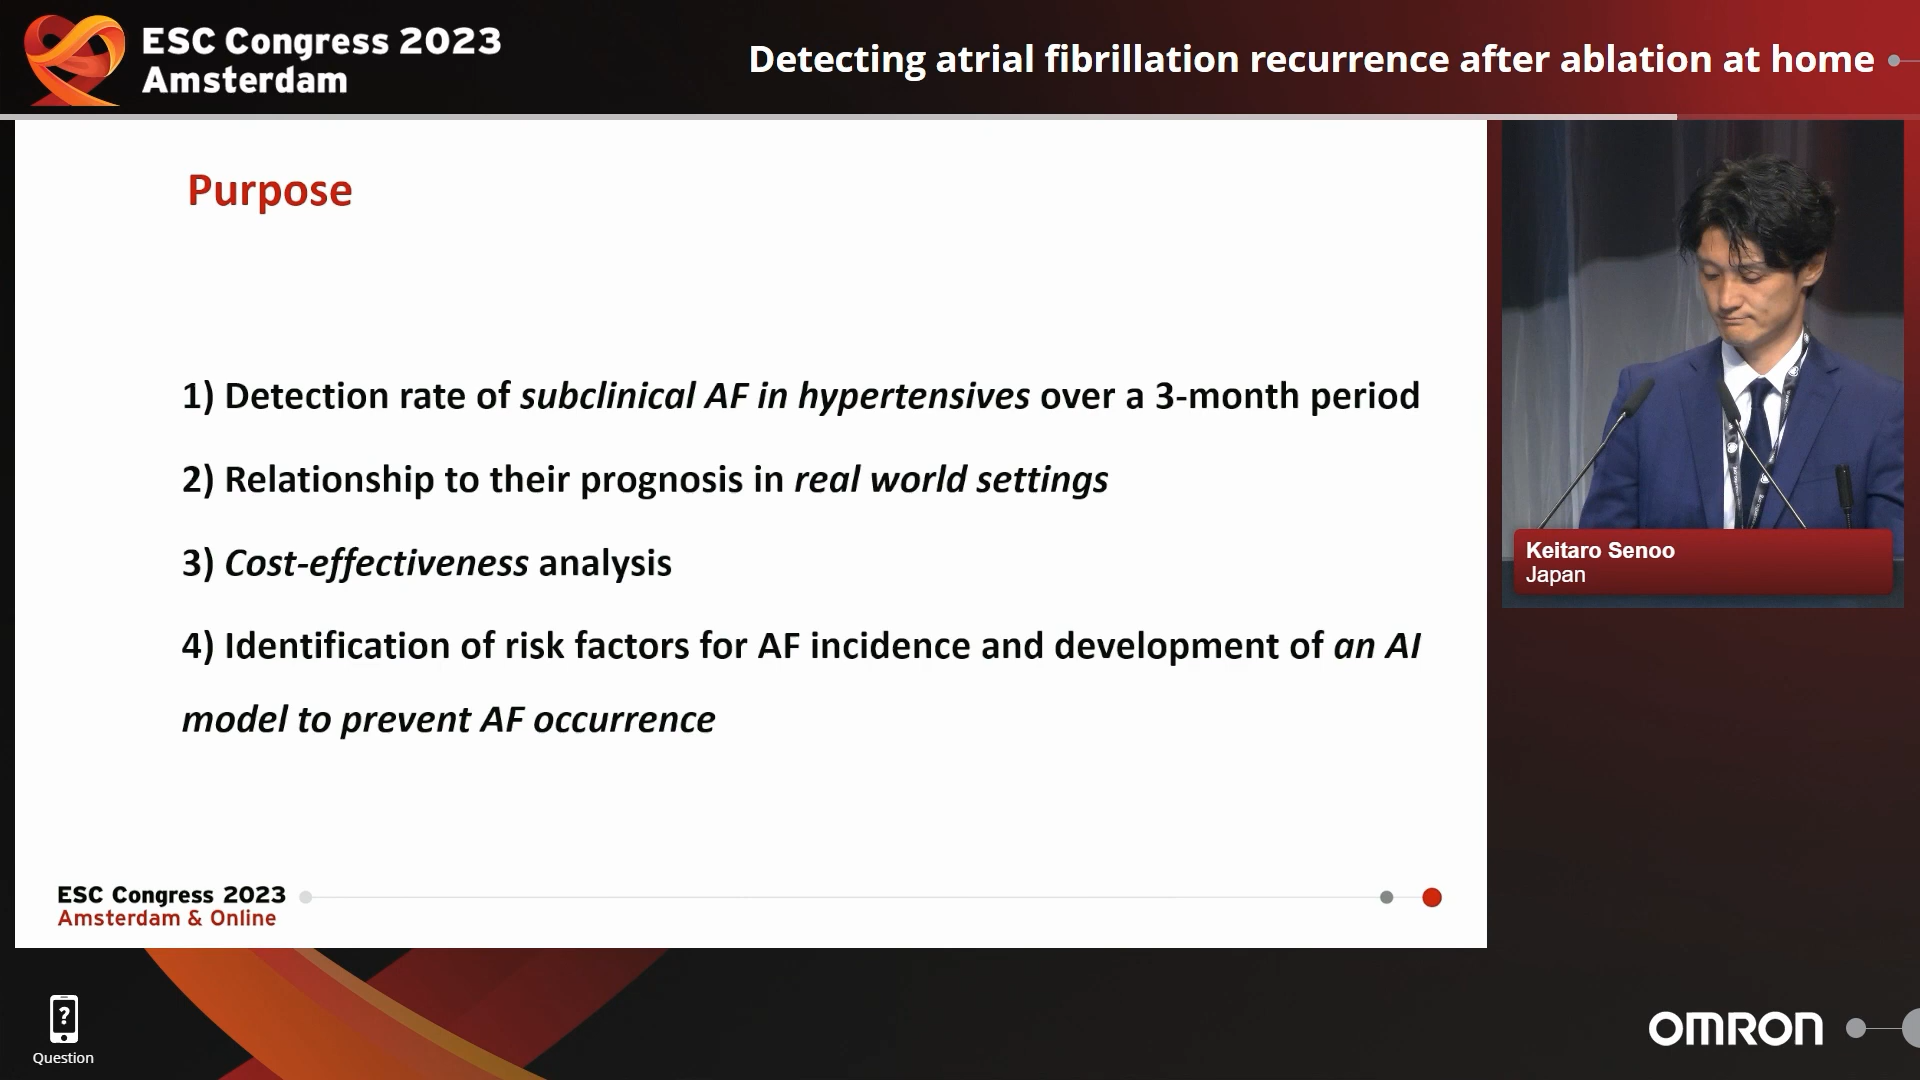 ESC Congress 2023
Amsterdam
Detecting atrial fibrillation recurrence after ablation at home
Purpose
1) Detection rate of subclinical AF in hypertensives over a 3-month period
2) Relationship to their prognosis in real world settings
3) Cost-effectiveness analysis
4) Identification of risk factors for AF incidence and development of an AI
model to prevent AF occurrence
Keitaro Senoo
Japan
ESC Congress 2023
Amsterdam & Online
?
Question
OMRON